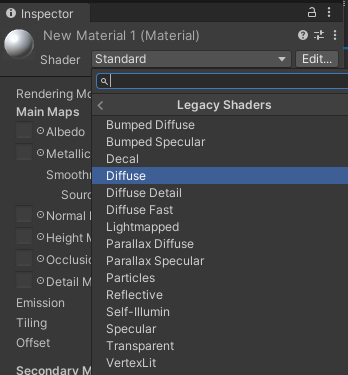 Inspector
New Material 1 (Material)
Shader Standard Edit...
Legacy Shaders
Rendering Mo
Main Maps
Albedo
Metallic
Smoothn
Sour
Normal
Height M
Occlusio
Detail M
Emission
Tiling
Offset
Secondary M
Bumped Diffuse
Bumped Specular
Decal
Diffuse
Diffuse Detail
Diffuse Fast
Lightmapped
Parallax Diffuse
Parallax Specular
Particles
Reflective
Self-Illumin
Specular
Transparent
VertexLit